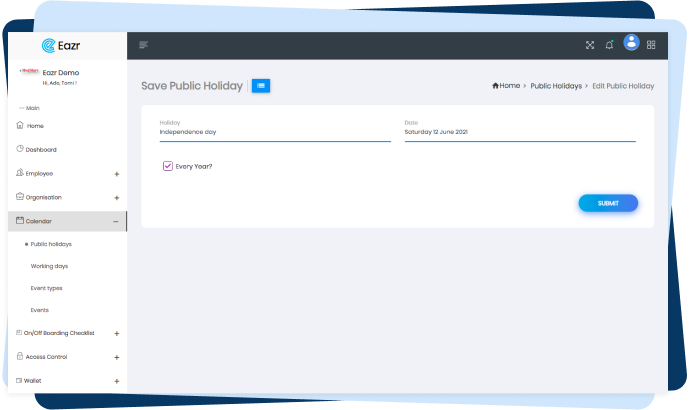 Eazr
Eazr Demo
Hi, Ade, Tomi !
-- Main
Home
Dashboard
Employee +
Organisation +
Calendar −
Public holidays
Working days
Event types
Events
On/Off Boarding Checklist +
Access Control +
Wallet +
Save Public Holiday
Home > Public Holidays > Edit Public Holiday
Holiday
Independence day
Date
Saturday 12 June 2021
Every Year?
SUBMIT